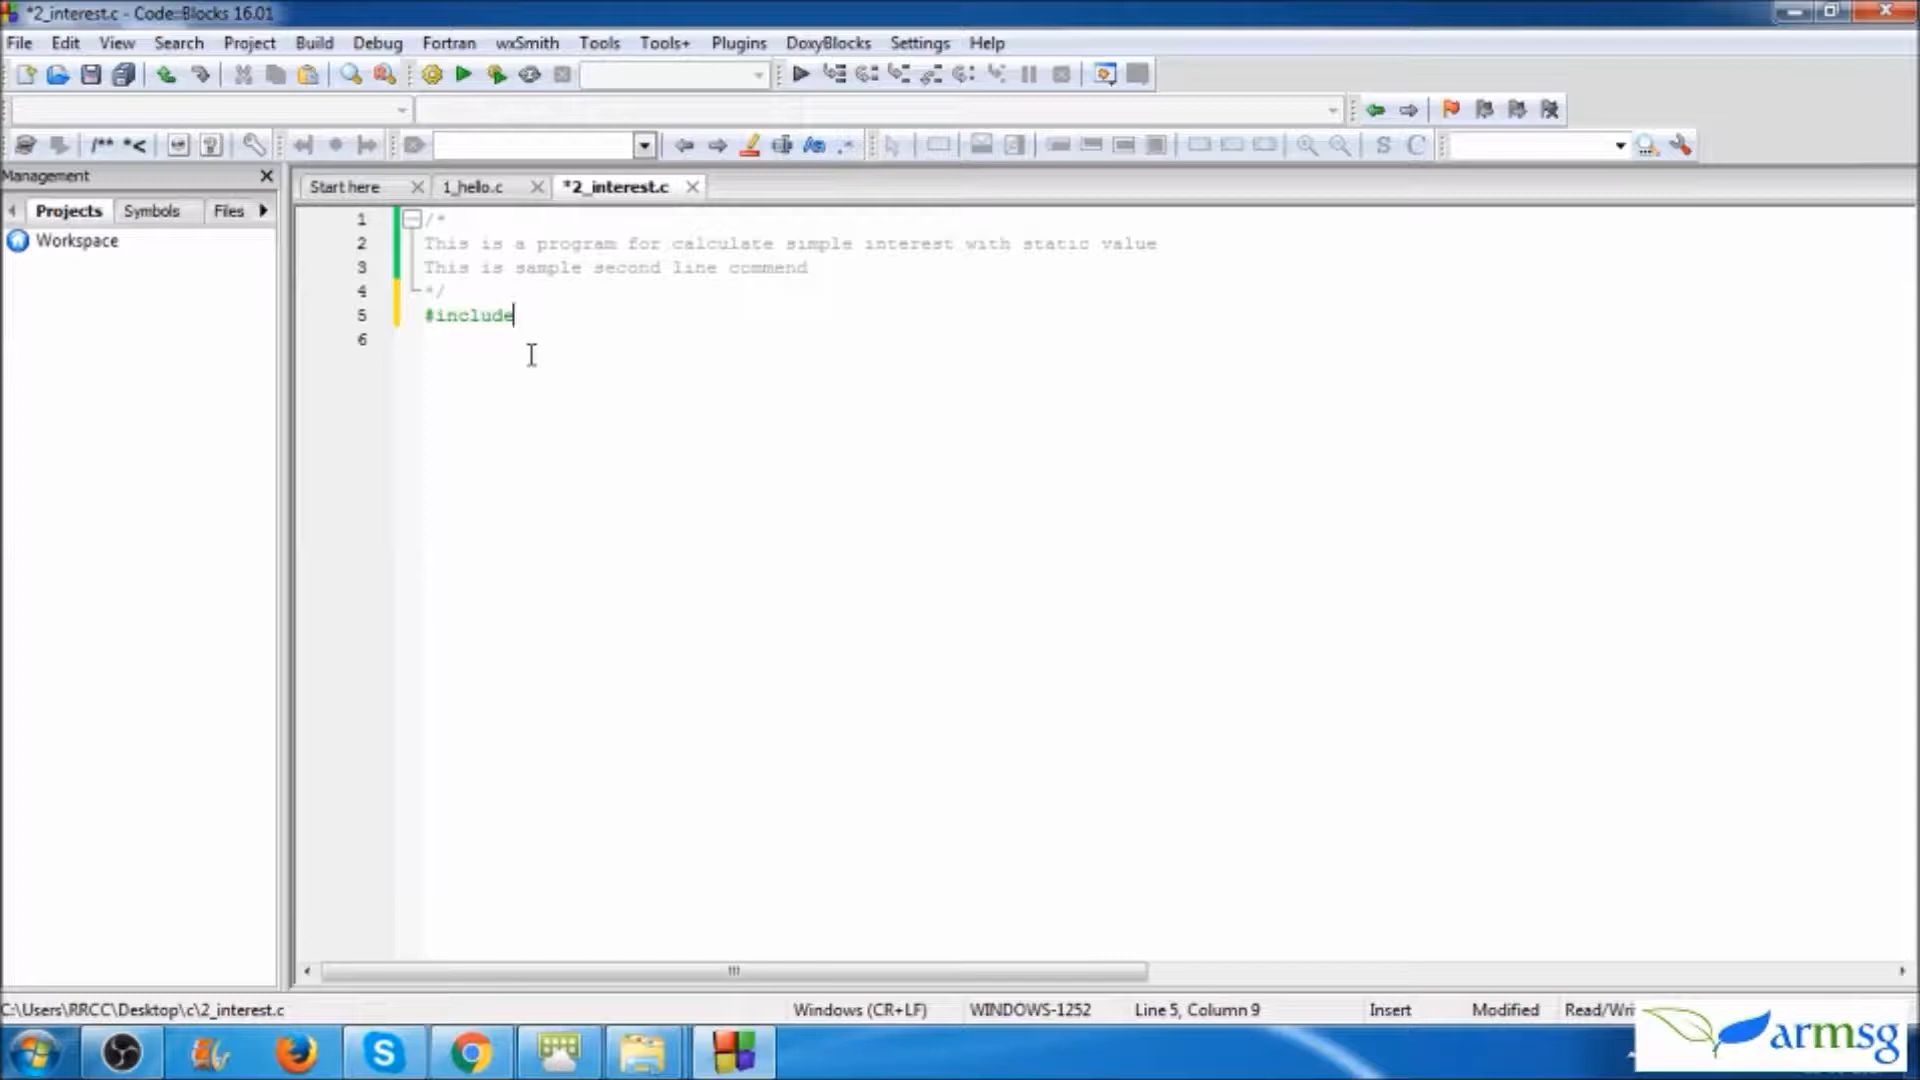 *2_interest.c - Code::Blocks 16.01
File Edit View Search Project Build Debug Fortran wxSmith Tools Tools+ Plugins DoxyBlocks Settings Help
/** *<
S C
Management
Start here 1_hello.c *2_interest.c
Projects Symbols Files
Workspace
1 /*
2 This is a program for calculate simple interest with static value
3 This is sample second line commend
4 */
5 #include
6
C:\Users\RRCC\Desktop\c\2_interest.c Windows (CR+LF) WINDOWS-1252 Line 5, Column 9 Insert Modified Read/Wri
armsg